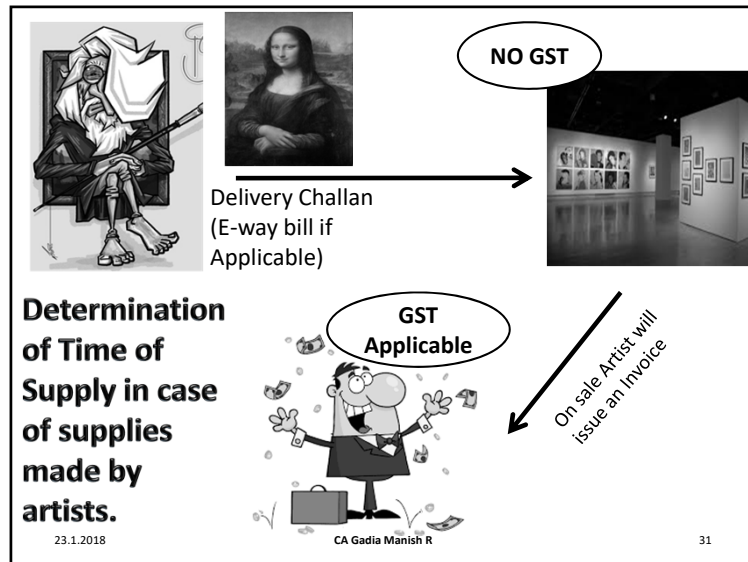 NO GST
Delivery Challan
(E-way bill if
Applicable)
Determination
of Time of
Supply in case
of supplies
made by
artists.
GST
Applicable
On sale Artist will
issue an Invoice
23.1.2018
CA Gadia Manish R
31